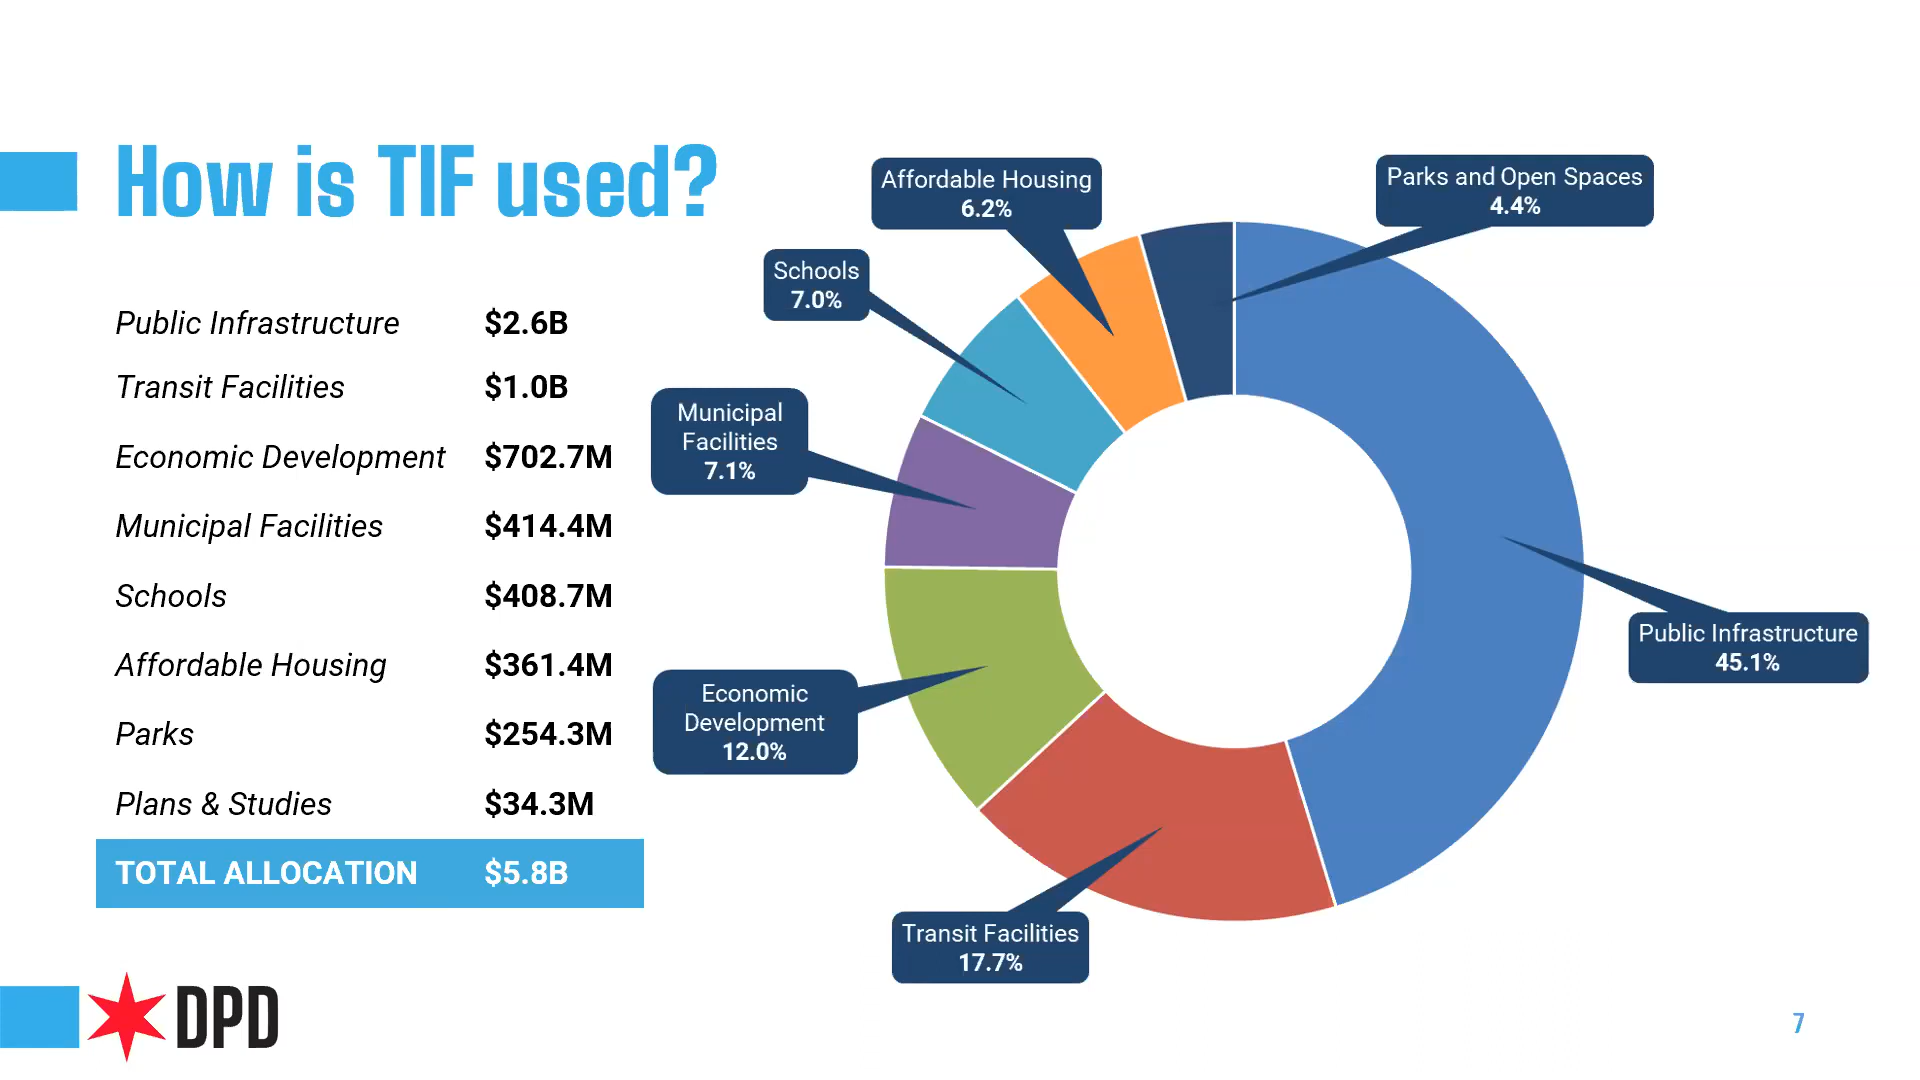 How is TIF used?
Public Infrastructure $2.6B
Transit Facilities $1.0B
Economic Development $702.7M
Municipal Facilities $414.4M
Schools $408.7M
Affordable Housing $361.4M
Parks $254.3M
Plans & Studies $34.3M
TOTAL ALLOCATION $5.8B
Affordable Housing
6.2%
Parks and Open Spaces
4.4%
Schools
7.0%
Municipal
Facilities
7.1%
Public Infrastructure
45.1%
Economic
Development
12.0%
Transit Facilities
17.7%
DPD
7